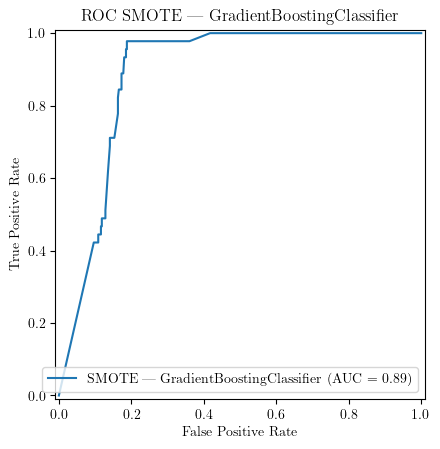 ROC SMOTE — GradientBoostingClassifier
1.0
0.8
0.6
0.4
0.2
0.0
True Positive Rate
SMOTE — GradientBoostingClassifier (AUC = 0.89)
0.0 0.2 0.4 0.6 0.8 1.0
False Positive Rate